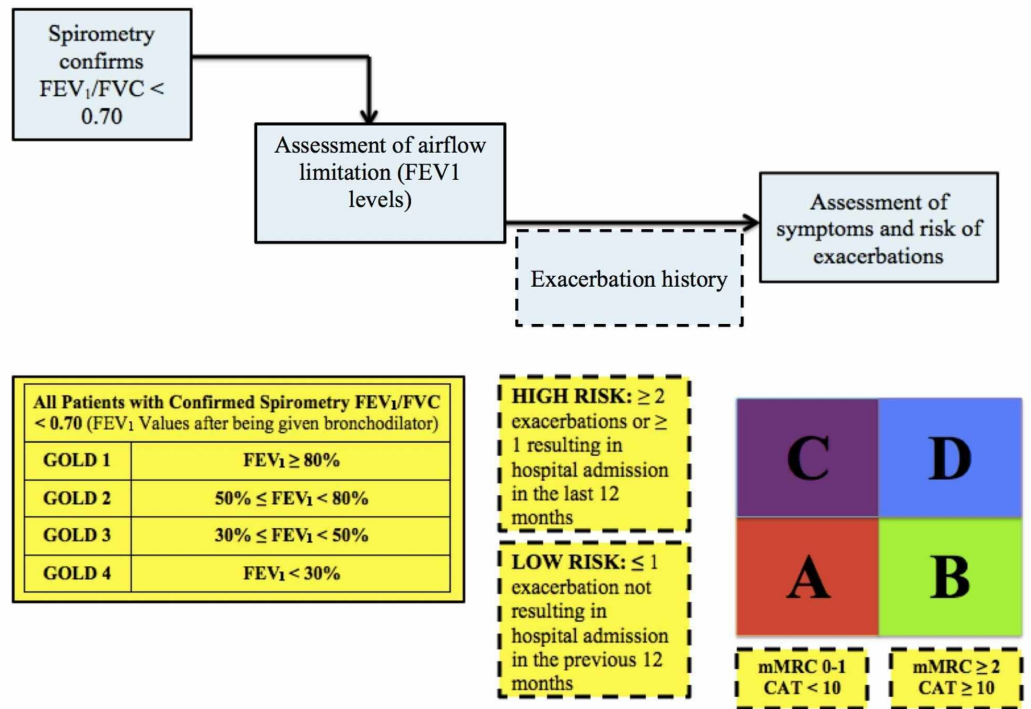 Spirometry
confirms
FEV₁/FVC <
0.70
Assessment of airflow
limitation (FEV1
levels)
Exacerbation history
Assessment of
symptoms and risk of
exacerbations
All Patients with Confirmed Spirometry FEV₁/FVC
< 0.70 (FEV₁ Values after being given bronchodilator)
GOLD 1 FEV₁ ≥ 80%
GOLD 2 50% ≤ FEV₁ < 80%
GOLD 3 30% ≤ FEV₁ < 50%
GOLD 4 FEV₁ < 30%
HIGH RISK: ≥ 2
exacerbations or ≥
1 resulting in
hospital admission
in the last 12
months
LOW RISK: ≤ 1
exacerbation not
resulting in
hospital admission
in the previous 12
months
C D
A B
mMRC 0-1
CAT < 10
mMRC ≥ 2
CAT ≥ 10